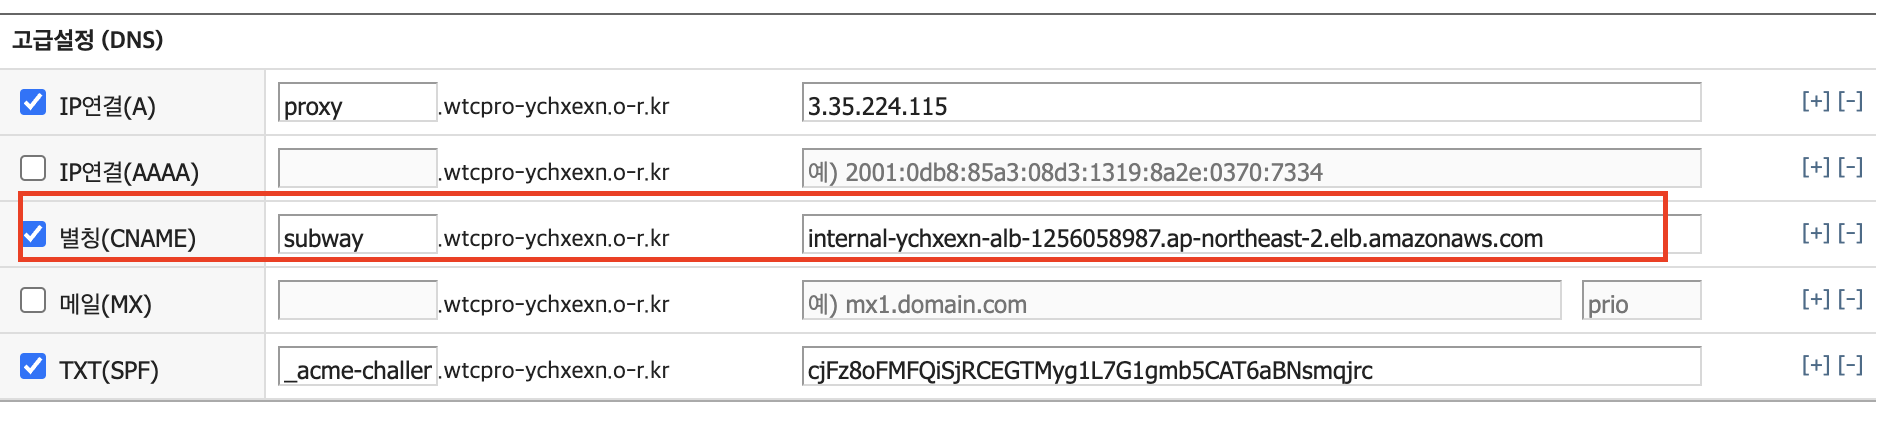 고급설정 (DNS)
IP연결(A) proxy .wtcpro-ychxexn.o-r.kr 3.35.224.115 [+] [-]
IP연결(AAAA) .wtcpro-ychxexn.o-r.kr 예) 2001:0db8:85a3:08d3:1319:8a2e:0370:7334 [+] [-]
별칭(CNAME) subway .wtcpro-ychxexn.o-r.kr internal-ychxexn-alb-1256058987.ap-northeast-2.elb.amazonaws.com [+] [-]
메일(MX) .wtcpro-ychxexn.o-r.kr 예) mx1.domain.com prio [+] [-]
TXT(SPF) _acme-challer .wtcpro-ychxexn.o-r.kr cjFz8oFMFQiSjRCEGTMyg1L7G1gmb5CAT6aBNsmqjrc [+] [-]